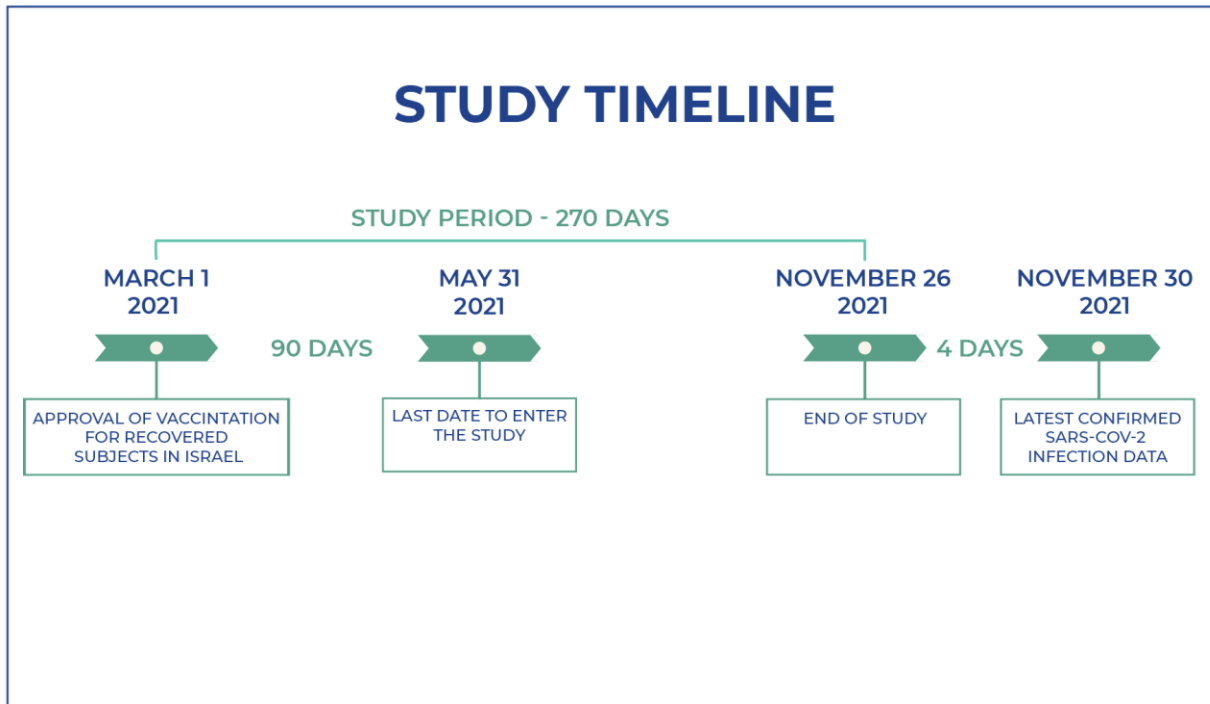 STUDY TIMELINE
STUDY PERIOD - 270 DAYS
MARCH 1
2021
90 DAYS
MAY 31
2021
NOVEMBER 26
2021
4 DAYS
NOVEMBER 30
2021
APPROVAL OF VACCINTATION
FOR RECOVERED
SUBJECTS IN ISRAEL
LAST DATE TO ENTER
THE STUDY
END OF STUDY
LATEST CONFIRMED
SARS-COV-2
INFECTION DATA